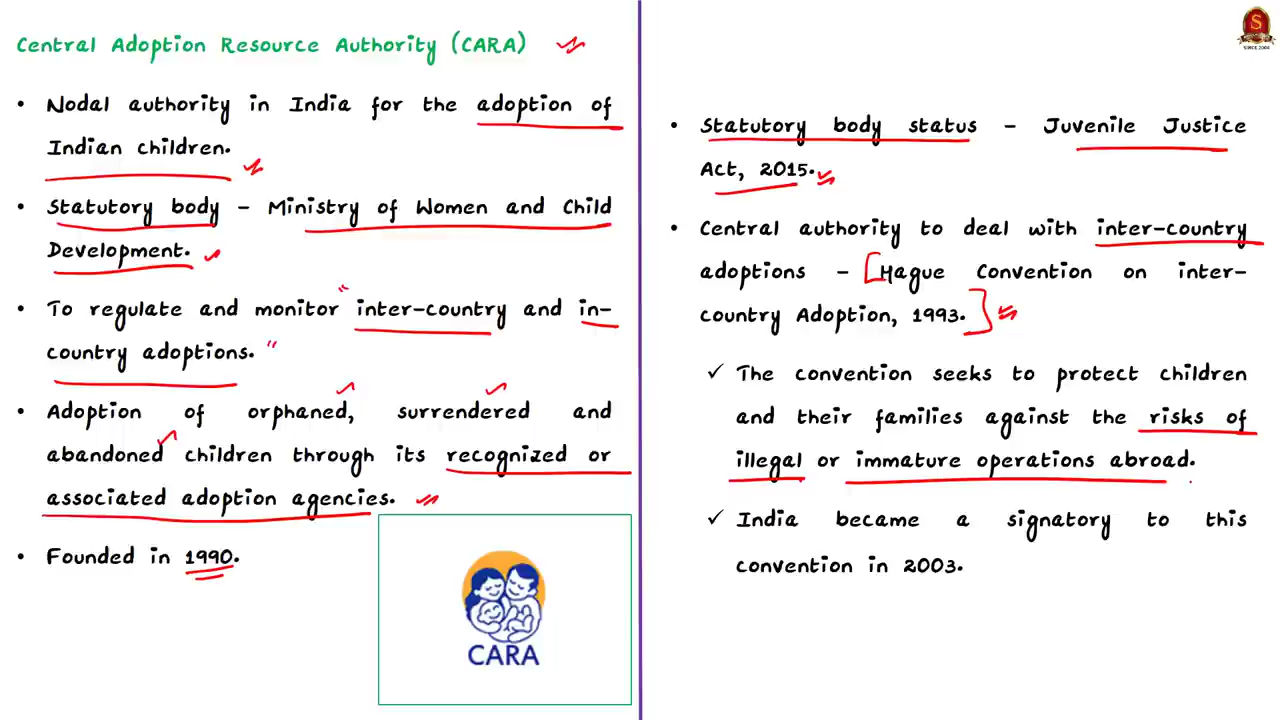 Central Adoption Resource Authority (CARA)
• Nodal authority in India for the adoption of
Indian children.
• Statutory body – Ministry of Women and Child
Development.
• To regulate and monitor inter-country and in-
country adoptions.
• Adoption of orphaned, surrendered and
abandoned children through its recognized or
associated adoption agencies.
• Founded in 1990.
CARA
• Statutory body status – Juvenile Justice
Act, 2015.
• Central authority to deal with inter-country
adoptions – Hague Convention on inter-
country Adoption, 1993.
✓ The convention seeks to protect children
and their families against the risks of
illegal or immature operations abroad.
✓ India became a signatory to this
convention in 2003.
S
SINCE 2004